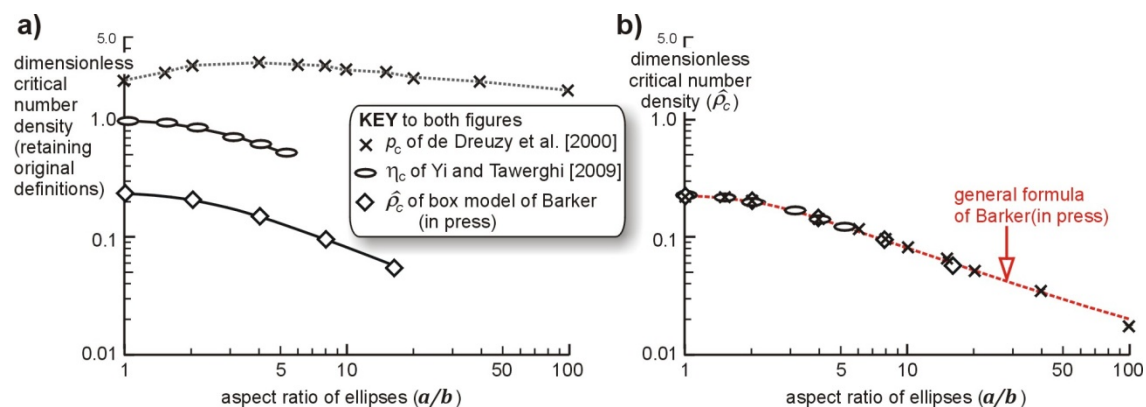 a)
5.0
dimensionless
critical
number
density
(retaining
original
definitions)
1.0
0.1
0.01
1 5 10 50 100
aspect ratio of ellipses (a/b)
KEY to both figures
p_c of de Dreuzy et al. [2000]
η_c of Yi and Tawerghi [2009]
ρ̂_c of box model of Barker
(in press)
b)
5.0
dimensionless
critical number
density (ρ̂_c)
1.0
0.1
0.01
general formula
of Barker(in press)
1 5 10 50 100
aspect ratio of ellipses (a/b)